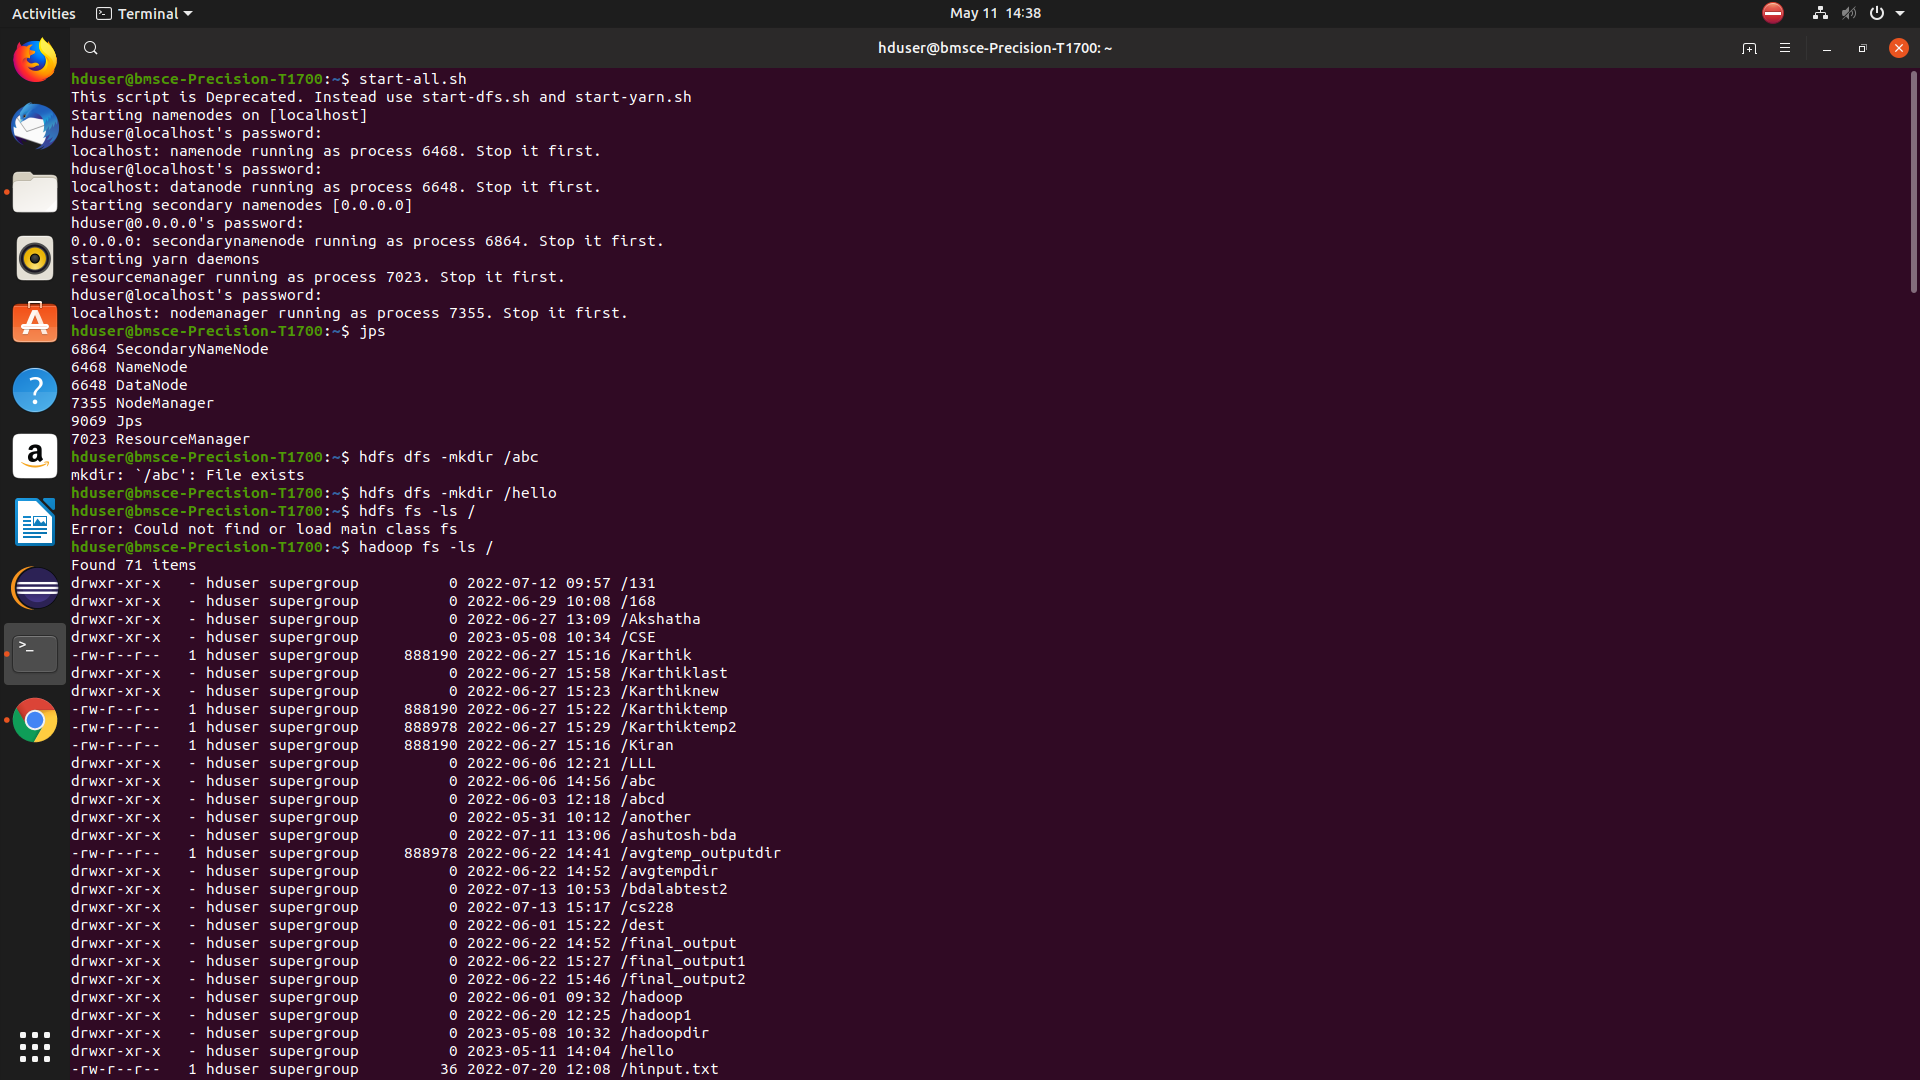 Activities Terminal May 11 14:38
hduser@bmsce-Precision-T1700: ~
hduser@bmsce-Precision-T1700:~$ start-all.sh
This script is Deprecated. Instead use start-dfs.sh and start-yarn.sh
Starting namenodes on [localhost]
hduser@localhost's password:
localhost: namenode running as process 6468. Stop it first.
hduser@localhost's password:
localhost: datanode running as process 6648. Stop it first.
Starting secondary namenodes [0.0.0.0]
hduser@0.0.0.0's password:
0.0.0.0: secondarynamenode running as process 6864. Stop it first.
starting yarn daemons
resourcemanager running as process 7023. Stop it first.
hduser@localhost's password:
localhost: nodemanager running as process 7355. Stop it first.
hduser@bmsce-Precision-T1700:~$ jps
6864 SecondaryNameNode
6468 NameNode
6648 DataNode
7355 NodeManager
9069 Jps
7023 ResourceManager
hduser@bmsce-Precision-T1700:~$ hdfs dfs -mkdir /abc
mkdir: `/abc': File exists
hduser@bmsce-Precision-T1700:~$ hdfs dfs -mkdir /hello
hduser@bmsce-Precision-T1700:~$ hdfs fs -ls /
Error: Could not find or load main class fs
hduser@bmsce-Precision-T1700:~$ hadoop fs -ls /
Found 71 items
drwxr-xr-x   - hduser supergroup          0 2022-07-12 09:57 /131
drwxr-xr-x   - hduser supergroup          0 2022-06-29 10:08 /168
drwxr-xr-x   - hduser supergroup          0 2022-06-27 13:09 /Akshatha
drwxr-xr-x   - hduser supergroup          0 2023-05-08 10:34 /CSE
-rw-r--r--   1 hduser supergroup     888190 2022-06-27 15:16 /Karthik
drwxr-xr-x   - hduser supergroup          0 2022-06-27 15:58 /Karthiklast
drwxr-xr-x   - hduser supergroup          0 2022-06-27 15:23 /Karthiknew
-rw-r--r--   1 hduser supergroup     888190 2022-06-27 15:22 /Karthiktemp
-rw-r--r--   1 hduser supergroup     888978 2022-06-27 15:29 /Karthiktemp2
-rw-r--r--   1 hduser supergroup     888190 2022-06-27 15:16 /Kiran
drwxr-xr-x   - hduser supergroup          0 2022-06-06 12:21 /LLL
drwxr-xr-x   - hduser supergroup          0 2022-06-06 14:56 /abc
drwxr-xr-x   - hduser supergroup          0 2022-06-03 12:18 /abcd
drwxr-xr-x   - hduser supergroup          0 2022-05-31 10:12 /another
drwxr-xr-x   - hduser supergroup          0 2022-07-11 13:06 /ashutosh-bda
-rw-r--r--   1 hduser supergroup     888978 2022-06-22 14:41 /avgtemp_outputdir
drwxr-xr-x   - hduser supergroup          0 2022-06-22 14:52 /avgtempdir
drwxr-xr-x   - hduser supergroup          0 2022-07-13 10:53 /bdalabtest2
drwxr-xr-x   - hduser supergroup          0 2022-07-13 15:17 /cs228
drwxr-xr-x   - hduser supergroup          0 2022-06-01 15:22 /dest
drwxr-xr-x   - hduser supergroup          0 2022-06-22 14:52 /final_output
drwxr-xr-x   - hduser supergroup          0 2022-06-22 15:27 /final_output1
drwxr-xr-x   - hduser supergroup          0 2022-06-22 15:46 /final_output2
drwxr-xr-x   - hduser supergroup          0 2022-06-01 09:32 /hadoop
drwxr-xr-x   - hduser supergroup          0 2022-06-20 12:25 /hadoop1
drwxr-xr-x   - hduser supergroup          0 2023-05-08 10:32 /hadoopdir
drwxr-xr-x   - hduser supergroup          0 2023-05-11 14:04 /hello
-rw-r--r--   1 hduser supergroup         36 2022-07-20 12:08 /hinput.txt